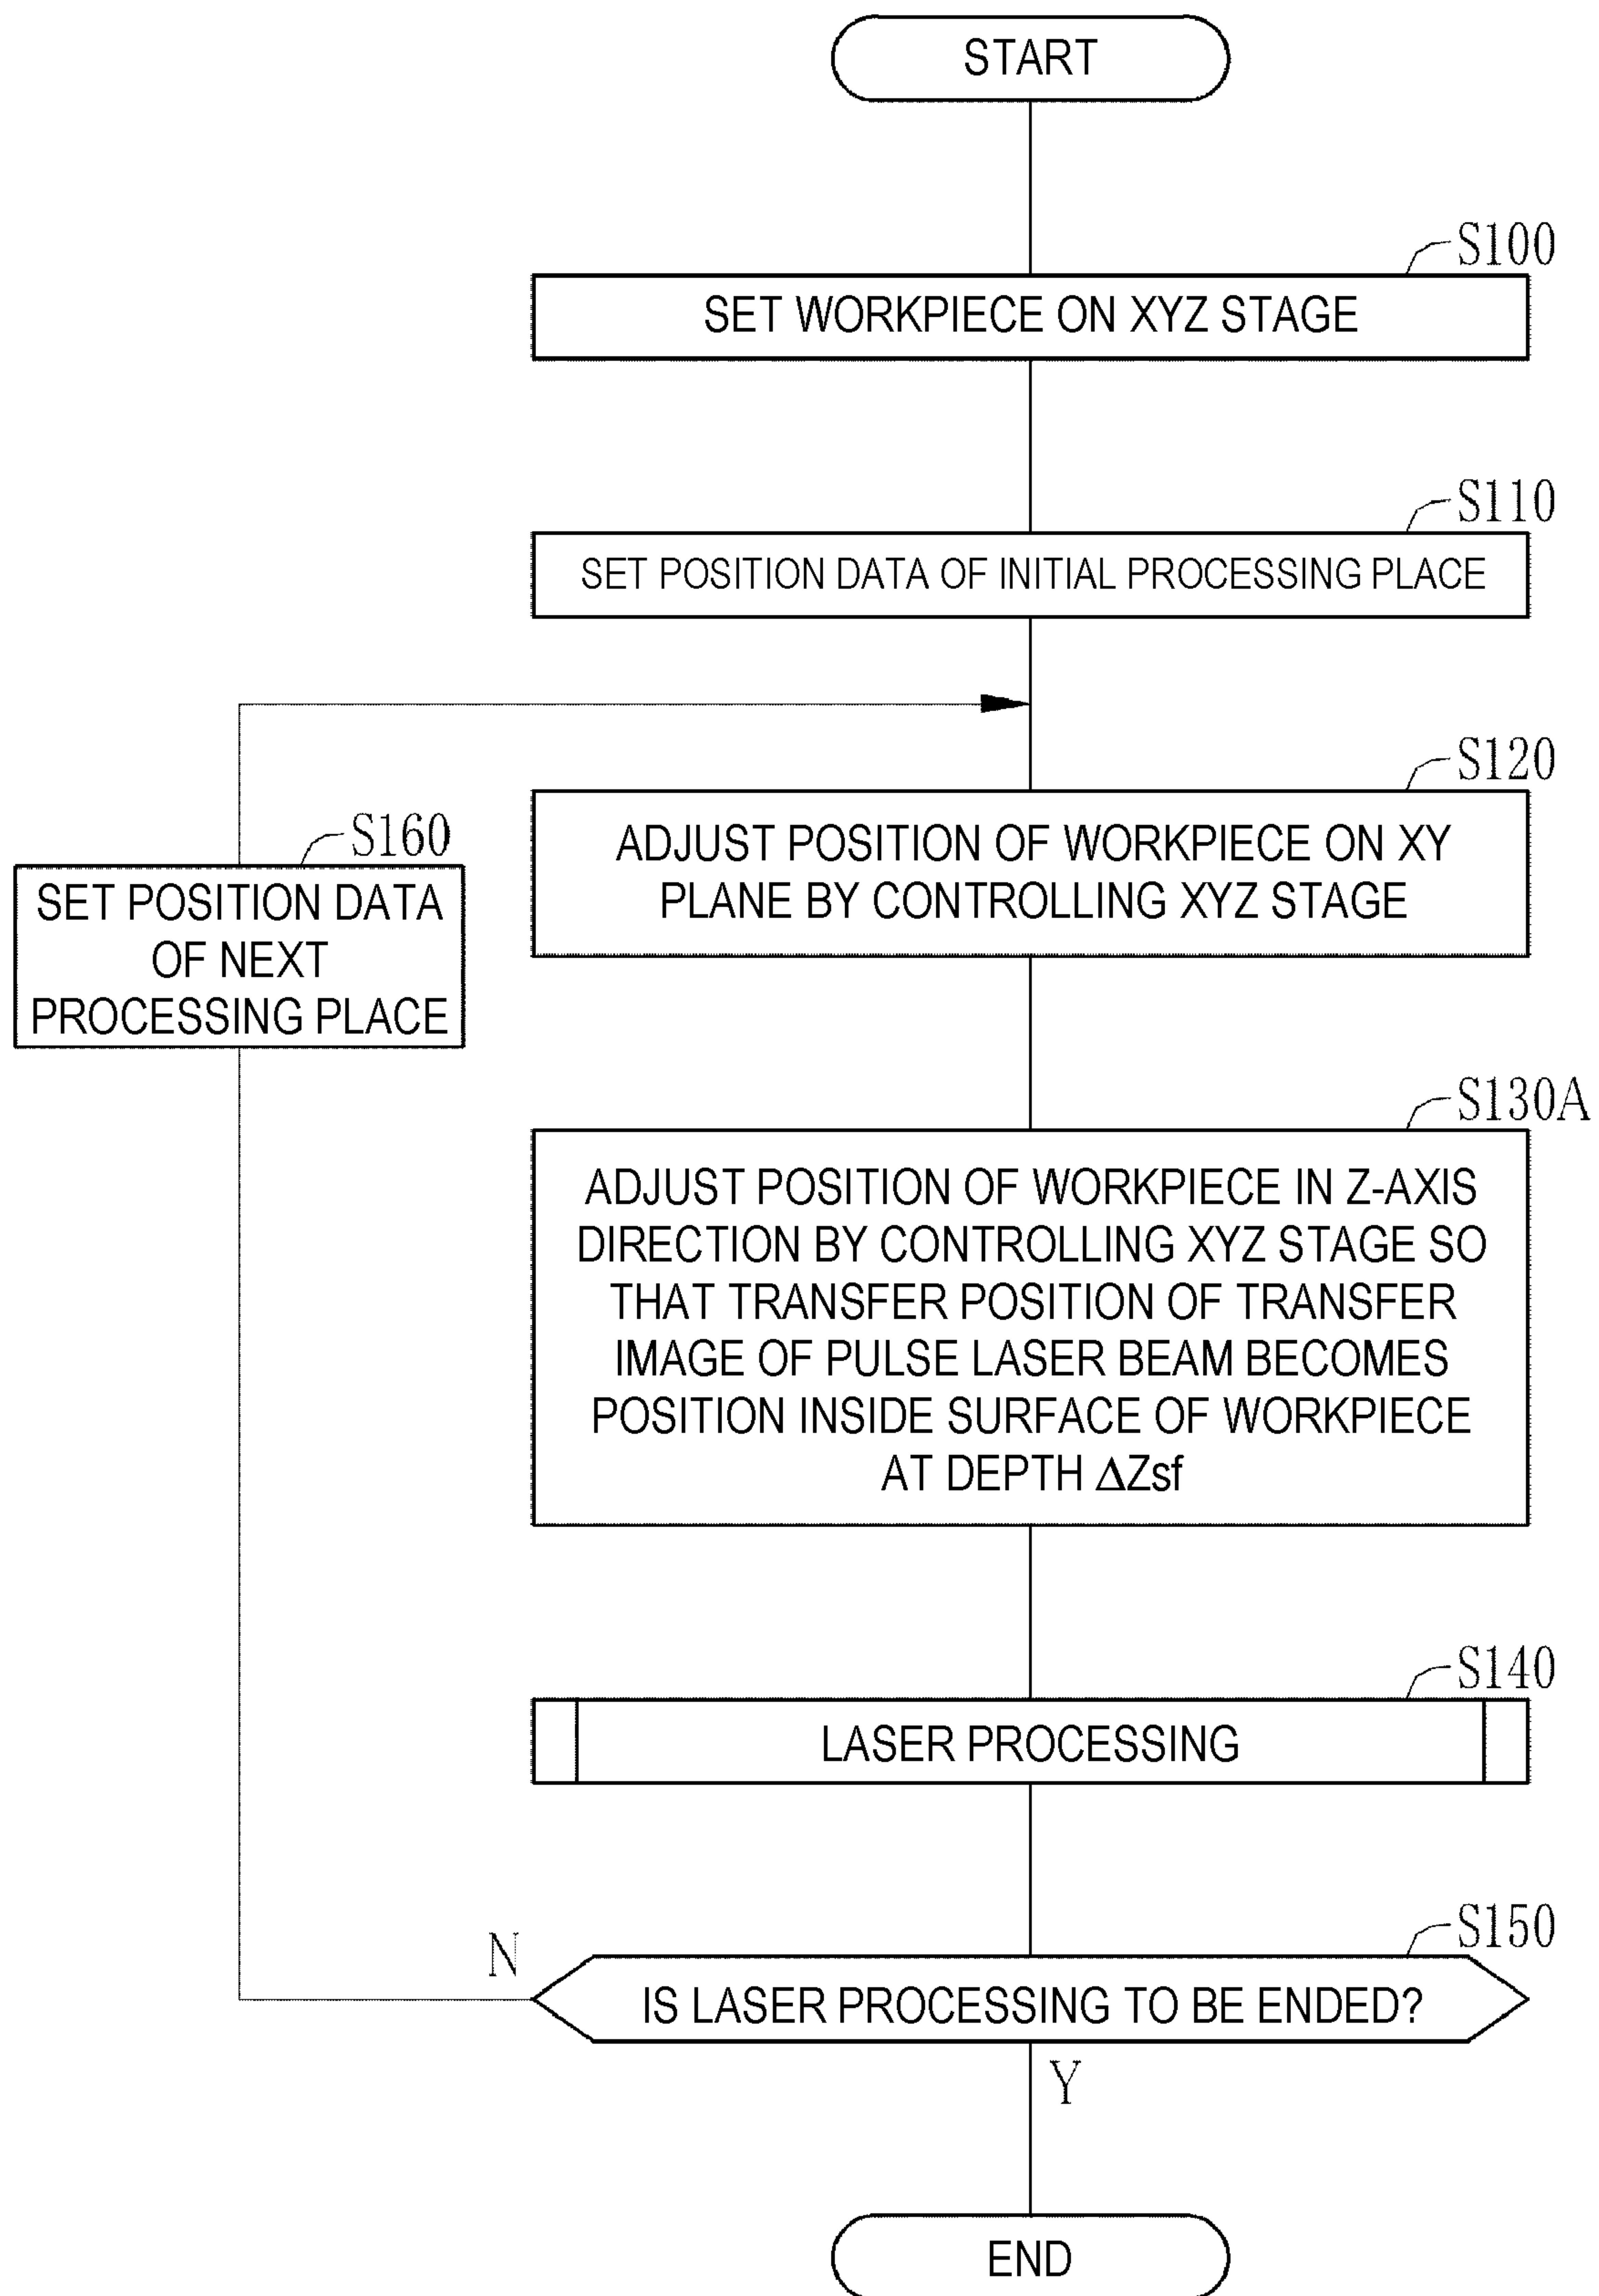 START
S100
SET WORKPIECE ON XYZ STAGE
S110
SET POSITION DATA OF INITIAL PROCESSING PLACE
S120
ADJUST POSITION OF WORKPIECE ON XY
PLANE BY CONTROLLING XYZ STAGE
S160
SET POSITION DATA
OF NEXT
PROCESSING PLACE
S130A
ADJUST POSITION OF WORKPIECE IN Z-AXIS
DIRECTION BY CONTROLLING XYZ STAGE SO
THAT TRANSFER POSITION OF TRANSFER
IMAGE OF PULSE LASER BEAM BECOMES
POSITION INSIDE SURFACE OF WORKPIECE
AT DEPTH ΔZsf
S140
LASER PROCESSING
S150
N
IS LASER PROCESSING TO BE ENDED?
Y
END